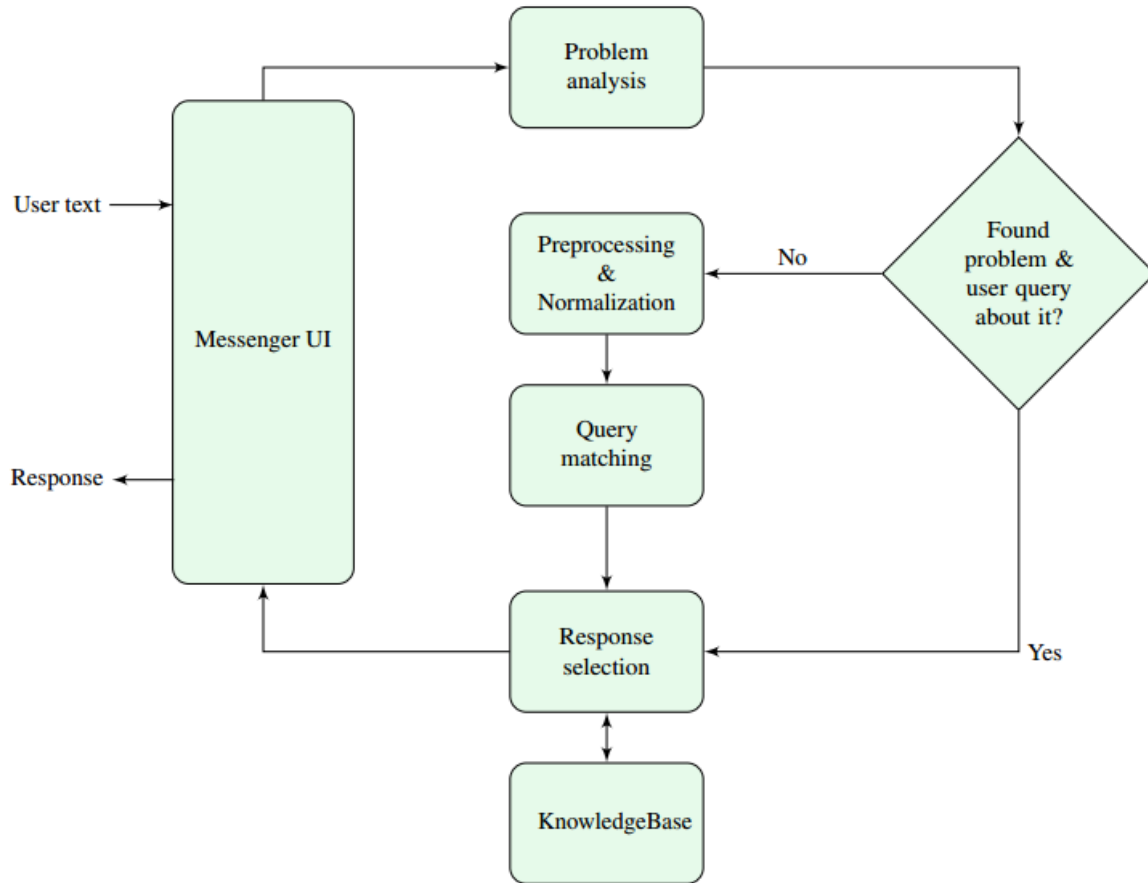 Problem
analysis
User text
Preprocessing
&
Normalization
No
Found
problem &
user query
about it?
Messenger UI
Query
matching
Response
Response
selection
Yes
KnowledgeBase